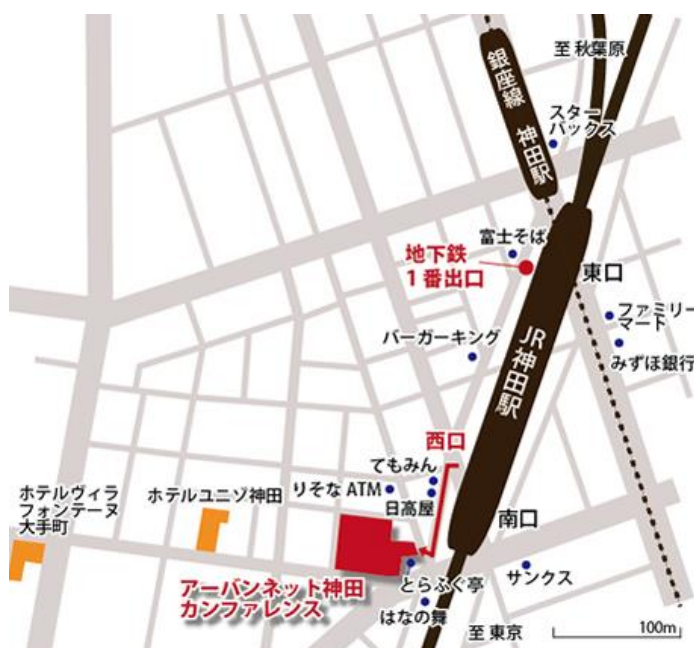 至 秋葉原
銀座線 神田駅
スター
バックス
富士そば
地下鉄
1番出口
東口
ファミリー
マート
バーガーキング
JR神田駅
みずほ銀行
西口
てもみん
りそな ATM
日高屋
ホテルヴィラ
フォンテーヌ
大手町
ホテルユニゾ神田
南口
アーバンネット神田
カンファレンス
とらふぐ亭
サンクス
はなの舞
至 東京
100m